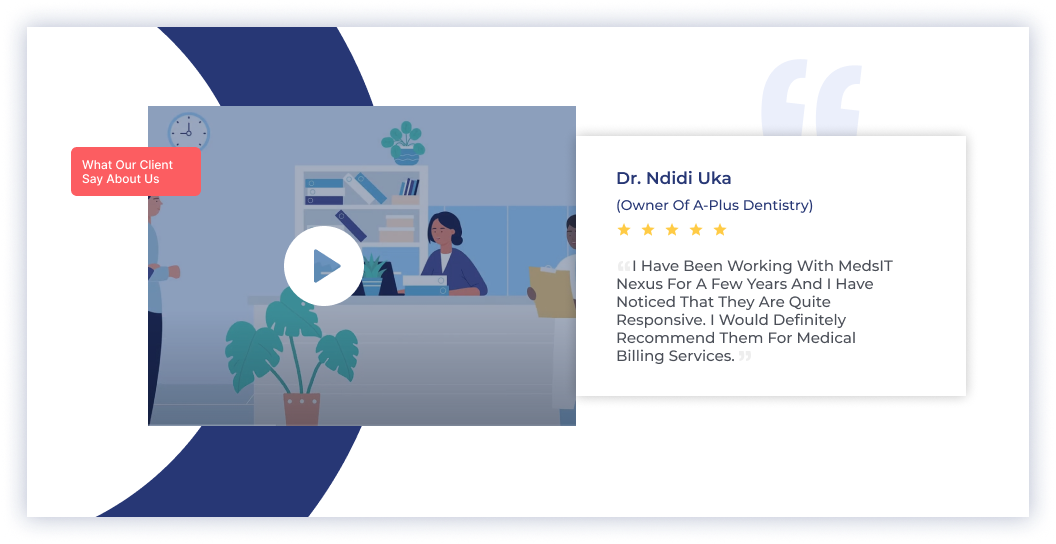 What Our Client
Say About Us
Dr. Ndidi Uka
(Owner Of A-Plus Dentistry)
“I Have Been Working With MedsIT
Nexus For A Few Years And I Have
Noticed That They Are Quite
Responsive. I Would Definitely
Recommend Them For Medical
Billing Services.”